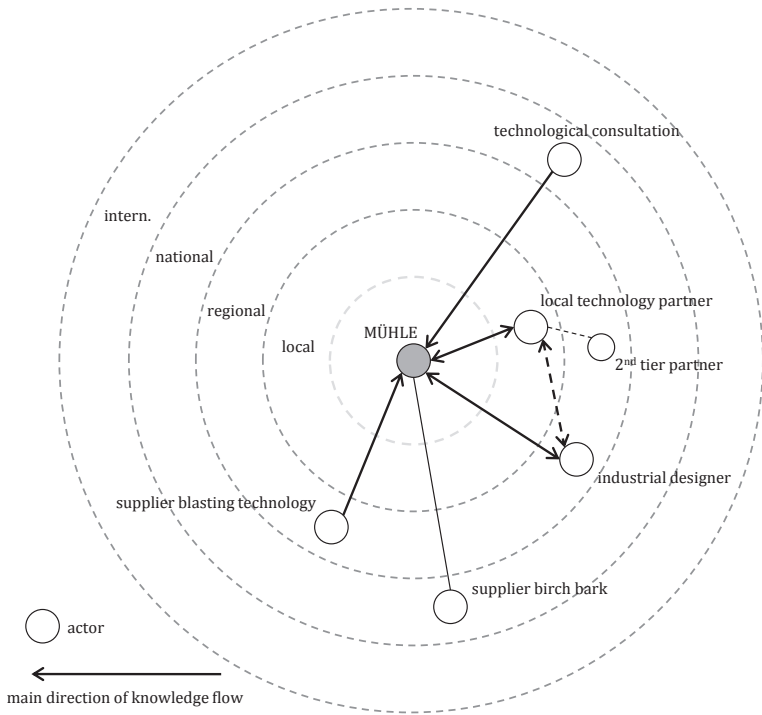 technological consultation
intern.
national
regional
local technology partner
MÜHLE
local
2nd tier partner
industrial designer
supplier blasting technology
supplier birch bark
actor
main direction of knowledge flow